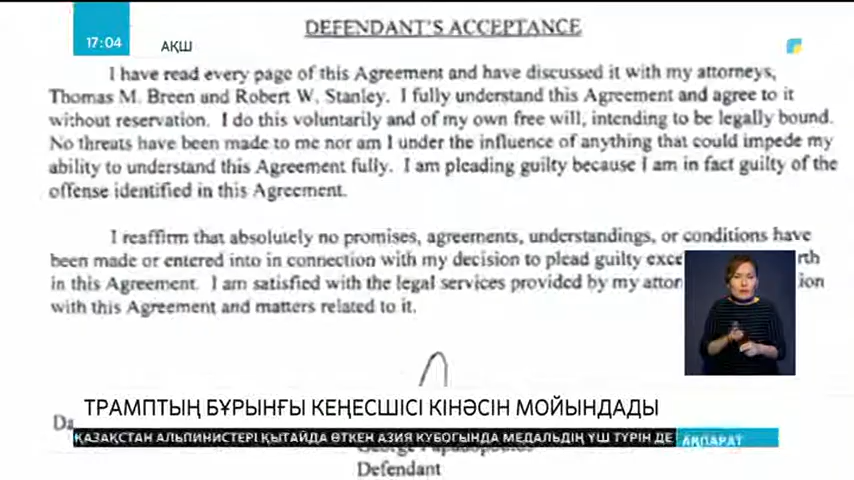 17:04
АҚШ
DEFENDANT'S ACCEPTANCE
I have read every page of this Agreement and have discussed it with my attorneys,
Thomas M. Breen and Robert W. Stanley. I fully understand this Agreement and agree to it
without reservation. I do this voluntarily and of my own free will, intending to be legally bound.
No threats have been made to me nor am I under the influence of anything that could impede my
ability to understand this Agreement fully. I am pleading guilty because I am in fact guilty of the
offense identified in this Agreement.
I reaffirm that absolutely no promises, agreements, understandings, or conditions have
been made or entered into in connection with my decision to plead guilty exce rth
in this Agreement. I am satisfied with the legal services provided by my attor ion
with this Agreement and matters related to it.
ТРАМПТЫҢ БҰРЫНҒЫ КЕҢЕСШІСІ КІНӘСІН МОЙЫНДАДЫ
Da
ҚАЗАҚСТАН АЛЬПИНИСТЕРІ ҚЫТАЙДА ӨТКЕН АЗИЯ КУБОГЫНДА МЕДАЛЬДІҢ ҮШ ТҮРІН ДЕ
АҚПАРАТ
Defendant